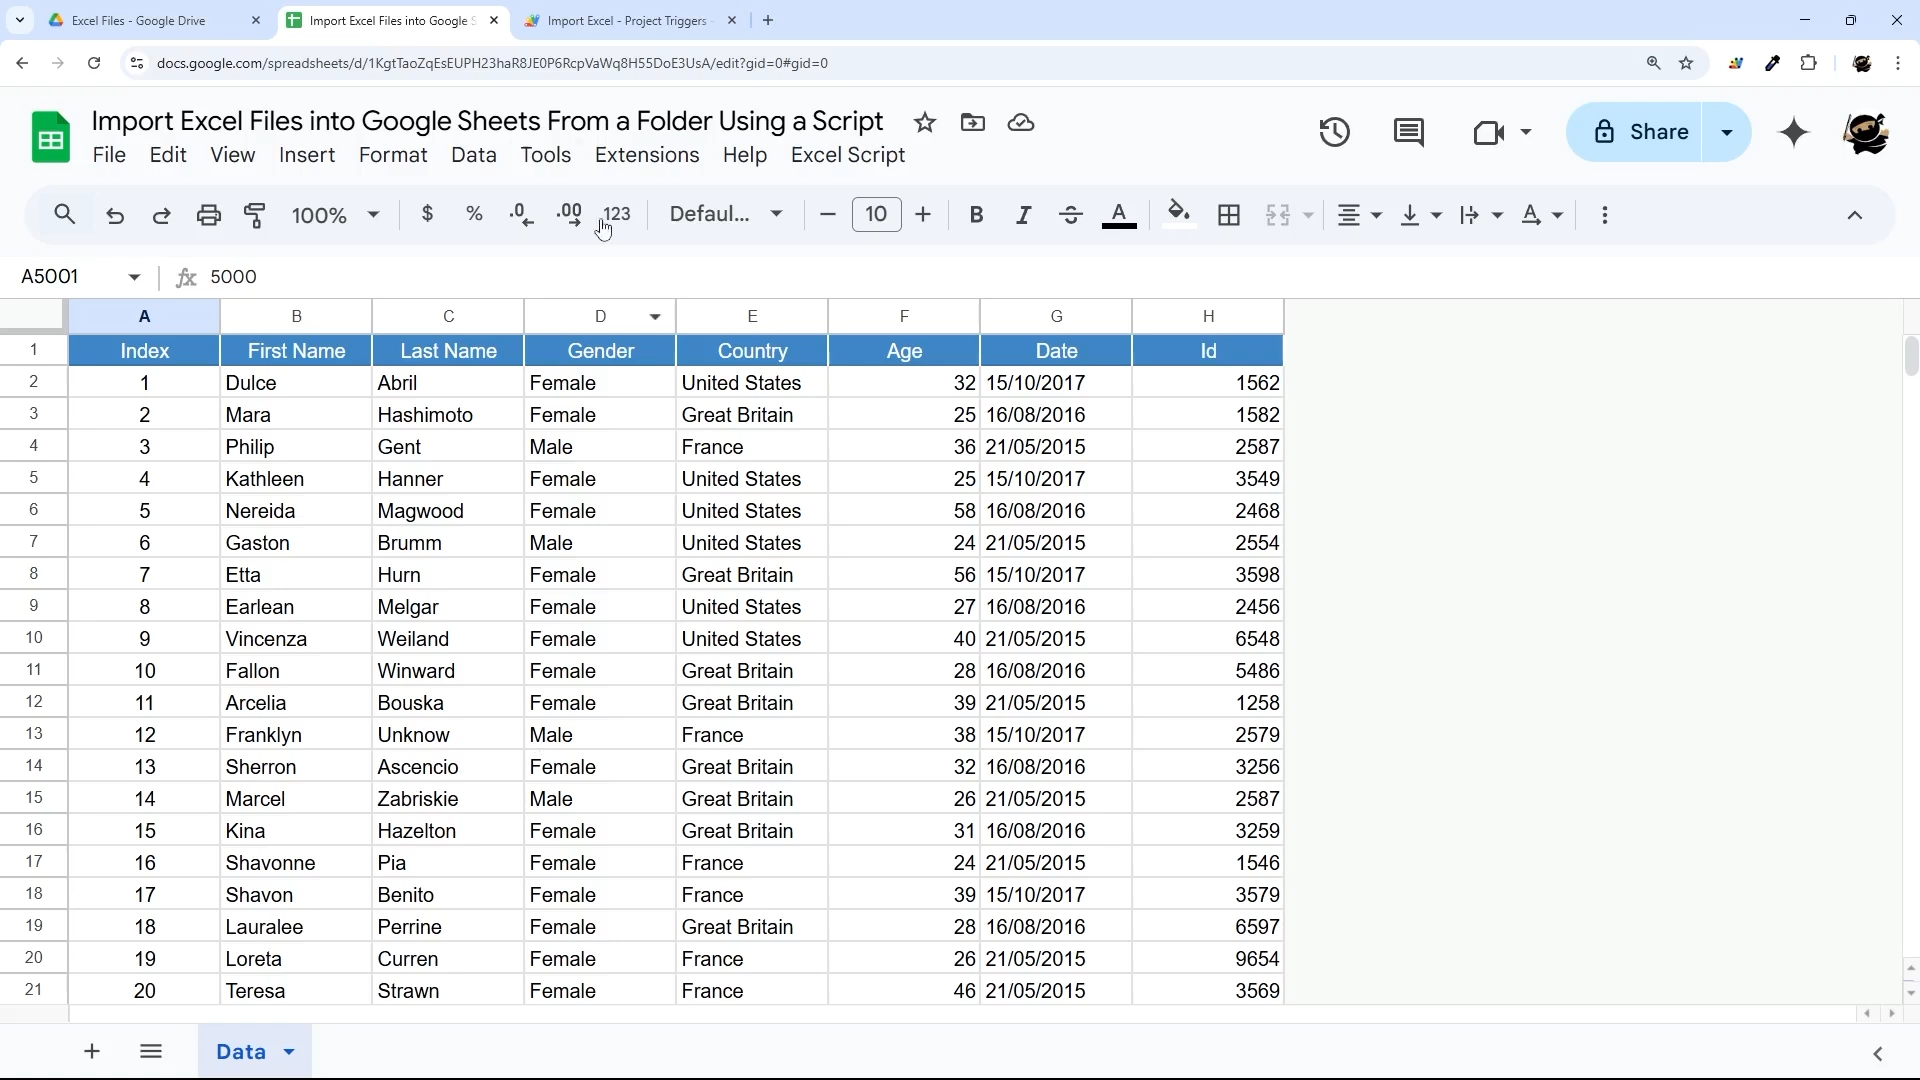 Excel Files - Google Drive
Import Excel Files into Google S
Import Excel - Project Triggers
docs.google.com/spreadsheets/d/1KgtTaoZqEsEUPH23haR8JE0P6RcpVaWq8H55DoE3UsA/edit?gid=0#gid=0
Import Excel Files into Google Sheets From a Folder Using a Script
File Edit View Insert Format Data Tools Extensions Help Excel Script
Share
100% $ % .0 .00 123 Defaul... 10 B I S A A
A5001 fx 5000
A B C D E F G H
1 Index First Name Last Name Gender Country Age Date Id
2 1 Dulce Abril Female United States 32 15/10/2017 1562
3 2 Mara Hashimoto Female Great Britain 25 16/08/2016 1582
4 3 Philip Gent Male France 36 21/05/2015 2587
5 4 Kathleen Hanner Female United States 25 15/10/2017 3549
6 5 Nereida Magwood Female United States 58 16/08/2016 2468
7 6 Gaston Brumm Male United States 24 21/05/2015 2554
8 7 Etta Hurn Female Great Britain 56 15/10/2017 3598
9 8 Earlean Melgar Female United States 27 16/08/2016 2456
10 9 Vincenza Weiland Female United States 40 21/05/2015 6548
11 10 Fallon Winward Female Great Britain 28 16/08/2016 5486
12 11 Arcelia Bouska Female Great Britain 39 21/05/2015 1258
13 12 Franklyn Unknow Male France 38 15/10/2017 2579
14 13 Sherron Ascencio Female Great Britain 32 16/08/2016 3256
15 14 Marcel Zabriskie Male Great Britain 26 21/05/2015 2587
16 15 Kina Hazelton Female Great Britain 31 16/08/2016 3259
17 16 Shavonne Pia Female France 24 21/05/2015 1546
18 17 Shavon Benito Female France 39 15/10/2017 3579
19 18 Lauralee Perrine Female Great Britain 28 16/08/2016 6597
20 19 Loreta Curren Female France 26 21/05/2015 9654
21 20 Teresa Strawn Female France 46 21/05/2015 3569
Data